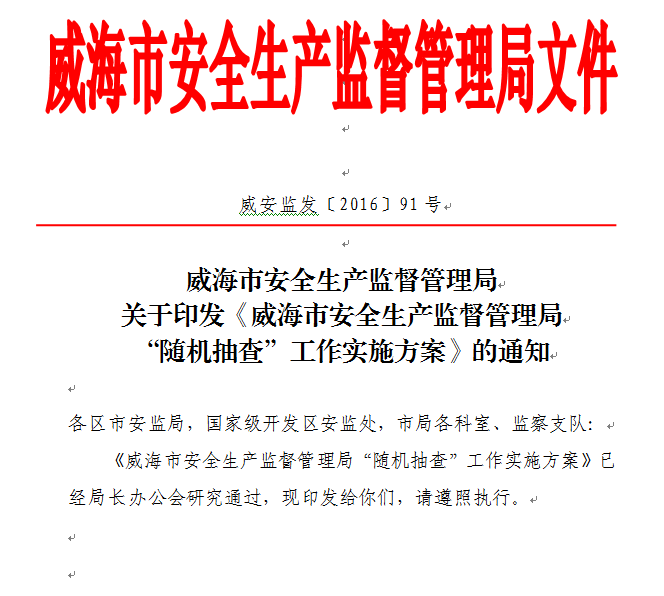 威海市安全生产监督管理局文件
威安监发〔2016〕91 号
威海市安全生产监督管理局
关于印发《威海市安全生产监督管理局
“随机抽查”工作实施方案》的通知
各区市安监局，国家级开发区安监处，市局各科室、监察支队：
《威海市安全生产监督管理局“随机抽查”工作实施方案》已
经局长办公会研究通过，现印发给你们，请遵照执行。